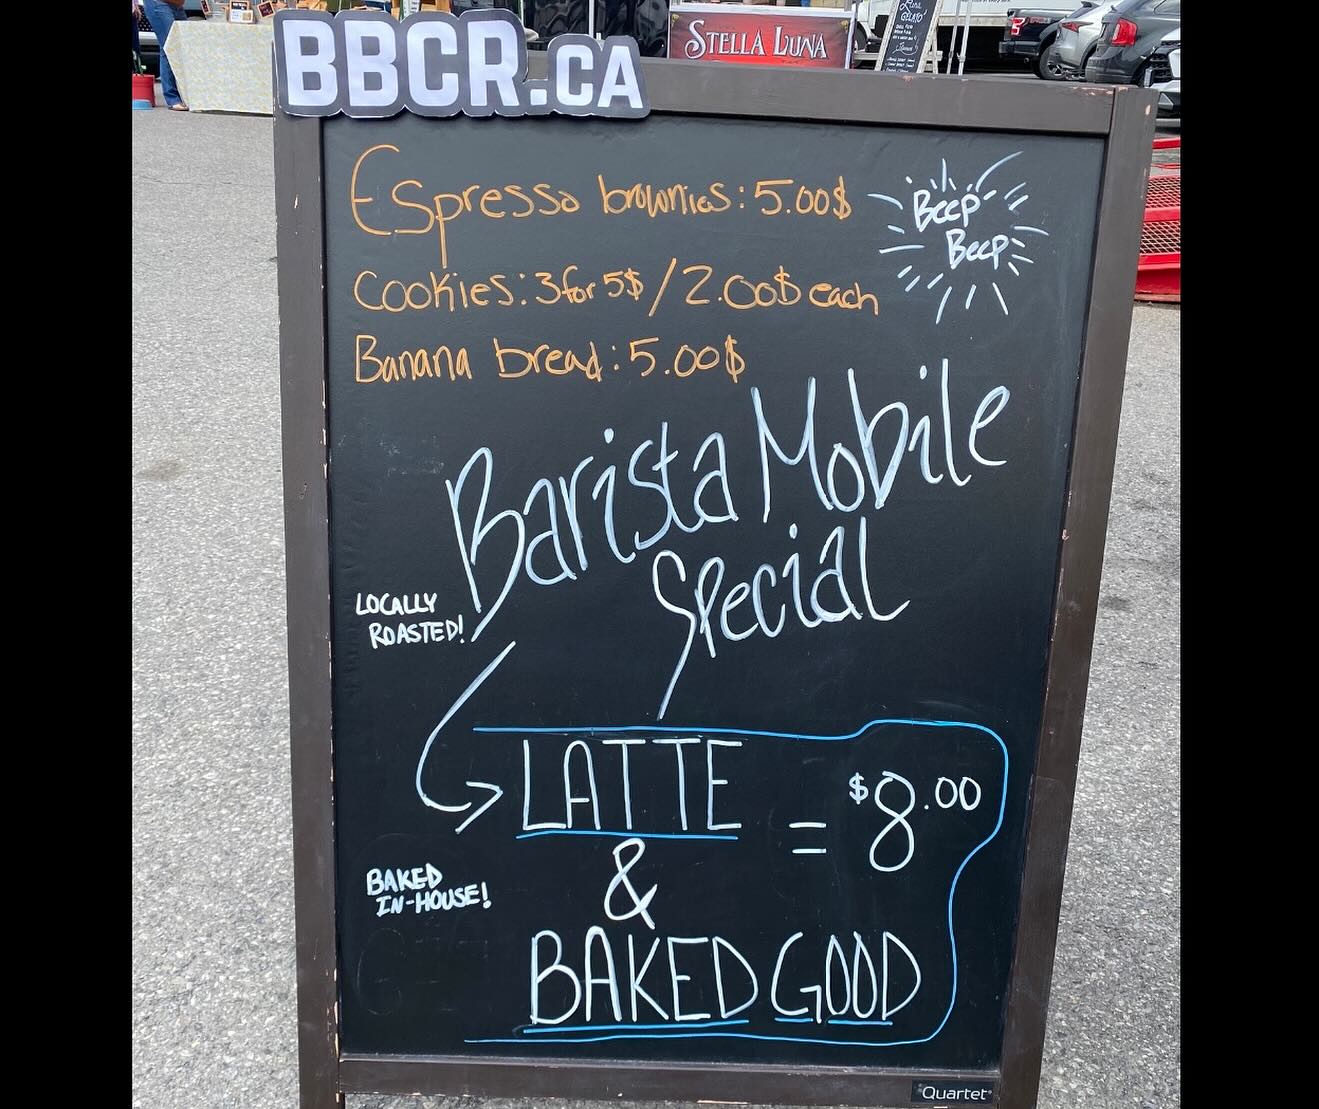 BBCR.CA
STELLA LUNA
Espresso brownies: 5.00$
Beep
Beep
Cookies: 3 for 5$ / 2.00$ each
Banana bread: 5.00$
Barista Mobile
Special
LOCALLY
ROASTED!
LATTE
= $8.00
&
BAKED
IN-HOUSE!
BAKED GOOD
Quartet